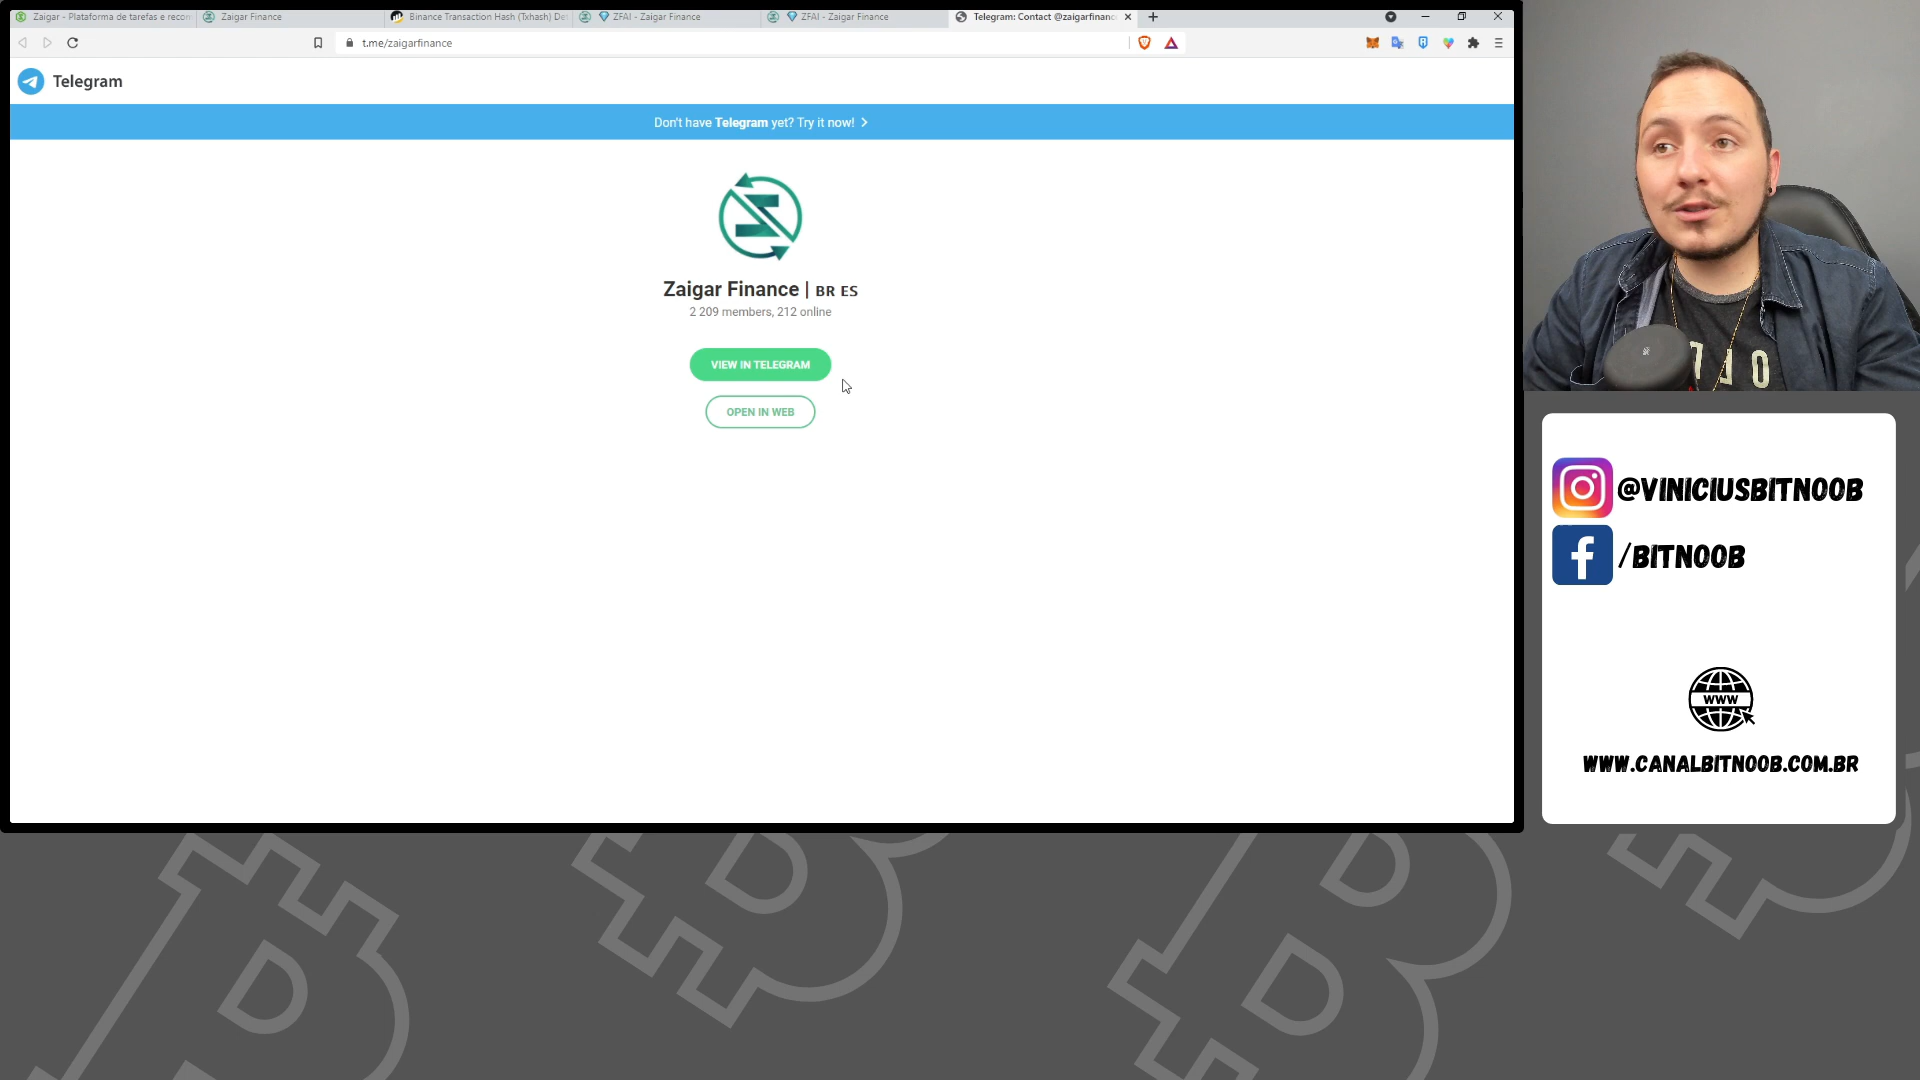 Zaigar - Plataforma de tarefas e recom
Zaigar Finance
Binance Transaction Hash (Txhash) De
ZFAI - Zaigar Finance
ZFAI - Zaigar Finance
Telegram: Contact @zaigarfinanc
t.me/zaigarfinance
Telegram
Don't have Telegram yet? Try it now!
Zaigar Finance | BR ES
2 209 members, 212 online
VIEW IN TELEGRAM
OPEN IN WEB
@VINICIUSBITNOOB
/BITNOOB
WWW
WWW.CANALBITNOOB.COM.BR